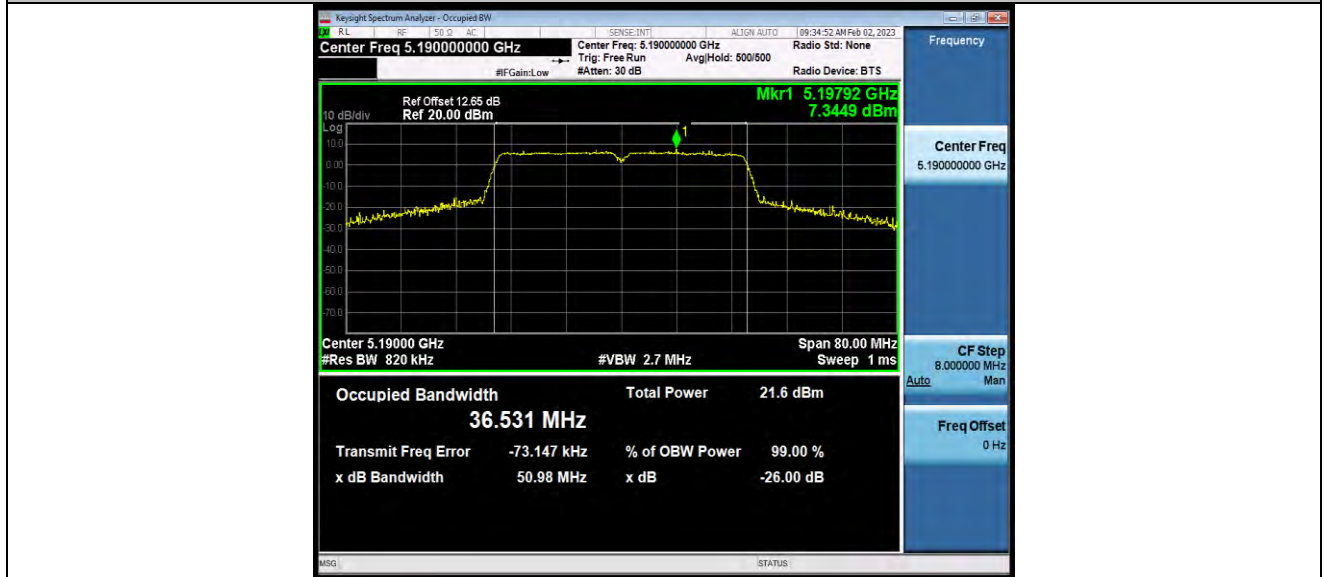 Keysight Spectrum Analyzer - Occupied BW
RL RF 50 Ω AC SENSE:INT ALIGN AUTO 09:34:52 AM Feb 02, 2023
Center Freq 5.190000000 GHz
Center Freq: 5.190000000 GHz Radio Std: None
Trig: Free Run Avg|Hold: 500/500
#IFGain:Low #Atten: 30 dB Radio Device: BTS
Frequency
Mkr1 5.19792 GHz
7.3449 dBm
Ref Offset 12.65 dB
10 dB/div Ref 20.00 dBm
Log
1
10.0
0.00
-10.0
-20.0
-30.0
-40.0
-50.0
-60.0
-70.0
Center Freq
5.190000000 GHz
Center 5.19000 GHz Span 80.00 MHz
#Res BW 820 kHz #VBW 2.7 MHz Sweep 1 ms
CF Step
8.000000 MHz
Auto Man
Occupied Bandwidth Total Power 21.6 dBm
36.531 MHz
Transmit Freq Error -73.147 kHz % of OBW Power 99.00 %
x dB Bandwidth 50.98 MHz x dB -26.00 dB
Freq Offset
0 Hz
MSG STATUS